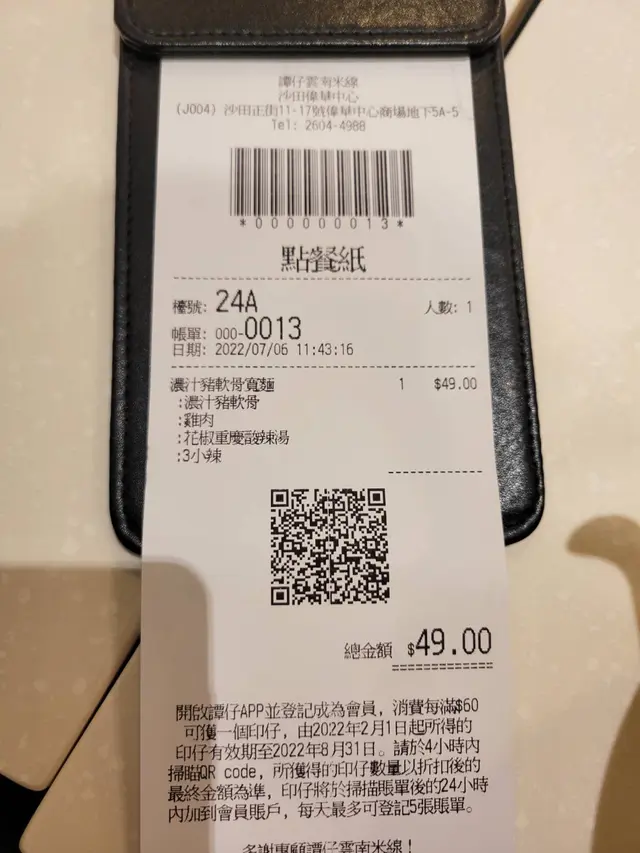 譚仔雲南米線
沙田偉華中心
(J004) 沙田正街11-17號偉華中心商場地下5A-5
Tel: 2604-4988
*0000000013*
點餐紙
檯號: 24A 人數: 1
帳單: 000-0013
日期: 2022/07/06 11:43:16
濃汁豬軟骨寬麵 1 $49.00
:濃汁豬軟骨
:雞肉
:花椒重慶酸辣湯
:3小辣
總金額 $49.00
開啟譚仔APP並登記成為會員，消費每滿$60
可獲一個印仔，由2022年2月1日起所得的
印仔有效期至2022年8月31日。請於4小時內
掃瞄QR code，所獲得的印仔數量以折扣後的
最終金額為準，印仔將於掃描賬單後的24小時
內加到會員賬戶，每天最多可登記5張賬單。
多謝惠顧譚仔雲南米線！